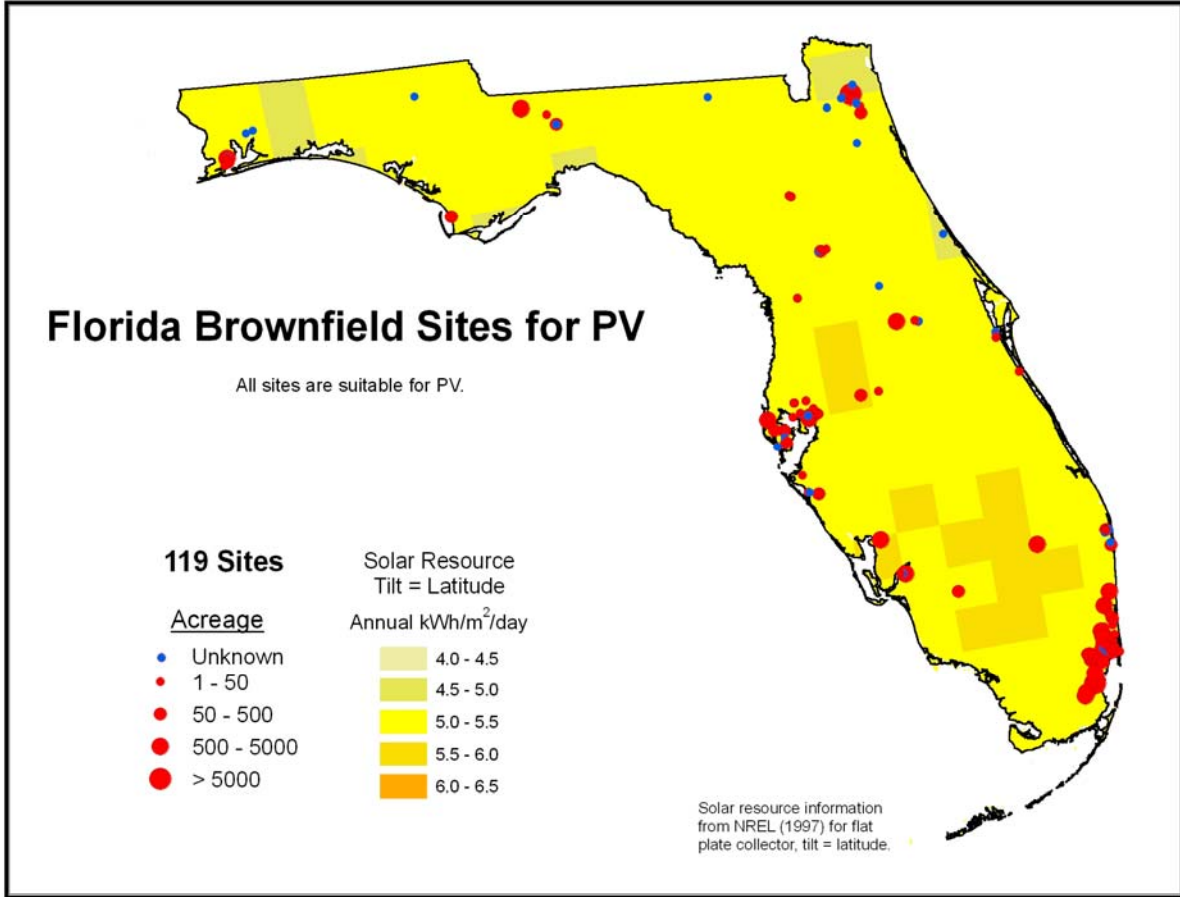 Florida Brownfield Sites for PV
All sites are suitable for PV.
119 Sites
Acreage
Unknown
1 - 50
50 - 500
500 - 5000
> 5000
Solar Resource
Tilt = Latitude
Annual kWh/m²/day
4.0 - 4.5
4.5 - 5.0
5.0 - 5.5
5.5 - 6.0
6.0 - 6.5
Solar resource information
from NREL (1997) for flat
plate collector, tilt = latitude.